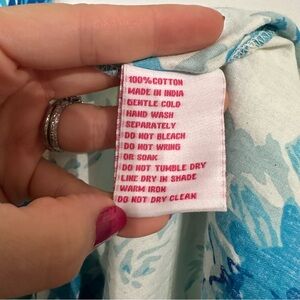 100%COTTON
MADE IN INDIA
GENTLE COLD
HAND WASH
SEPARATELY
DO NOT BLEACH
DO NOT WRING
OR SOAK
DO NOT TUMBLE DRY
LINE DRY IN SHADE
WARM IRON
DO NOT DRY CLEAN